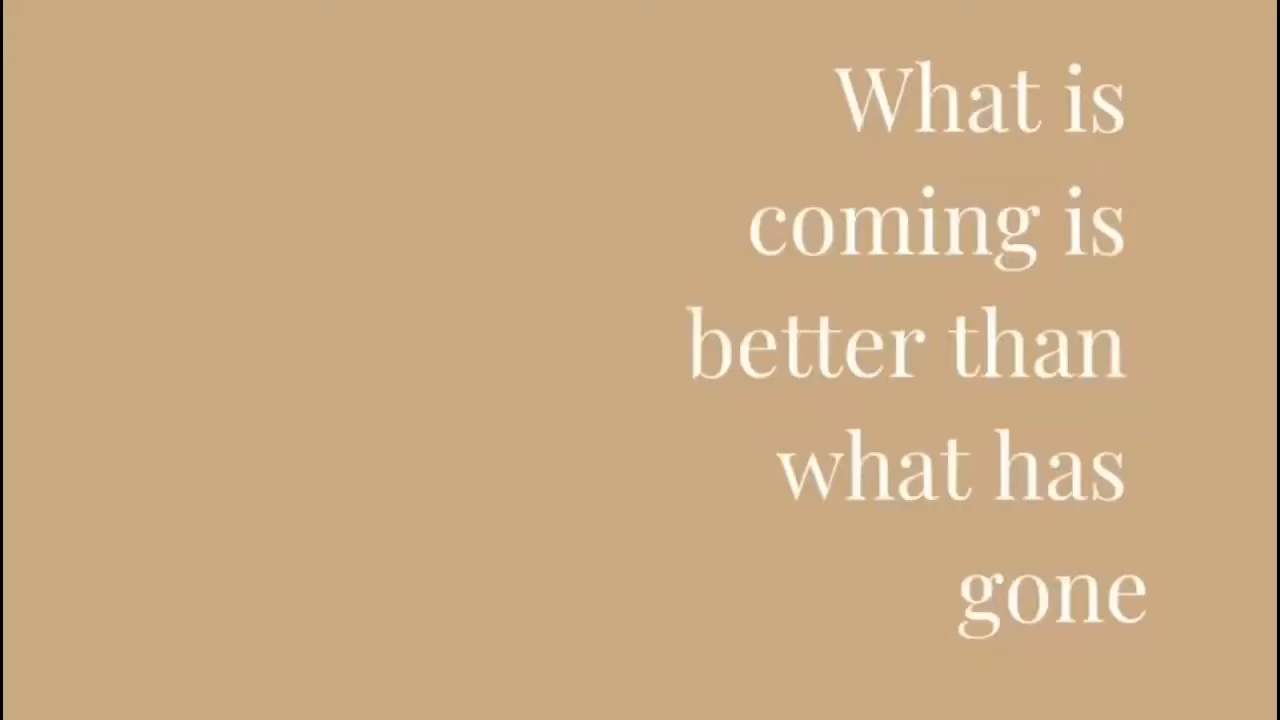 What is
coming is
better than
what has
gone